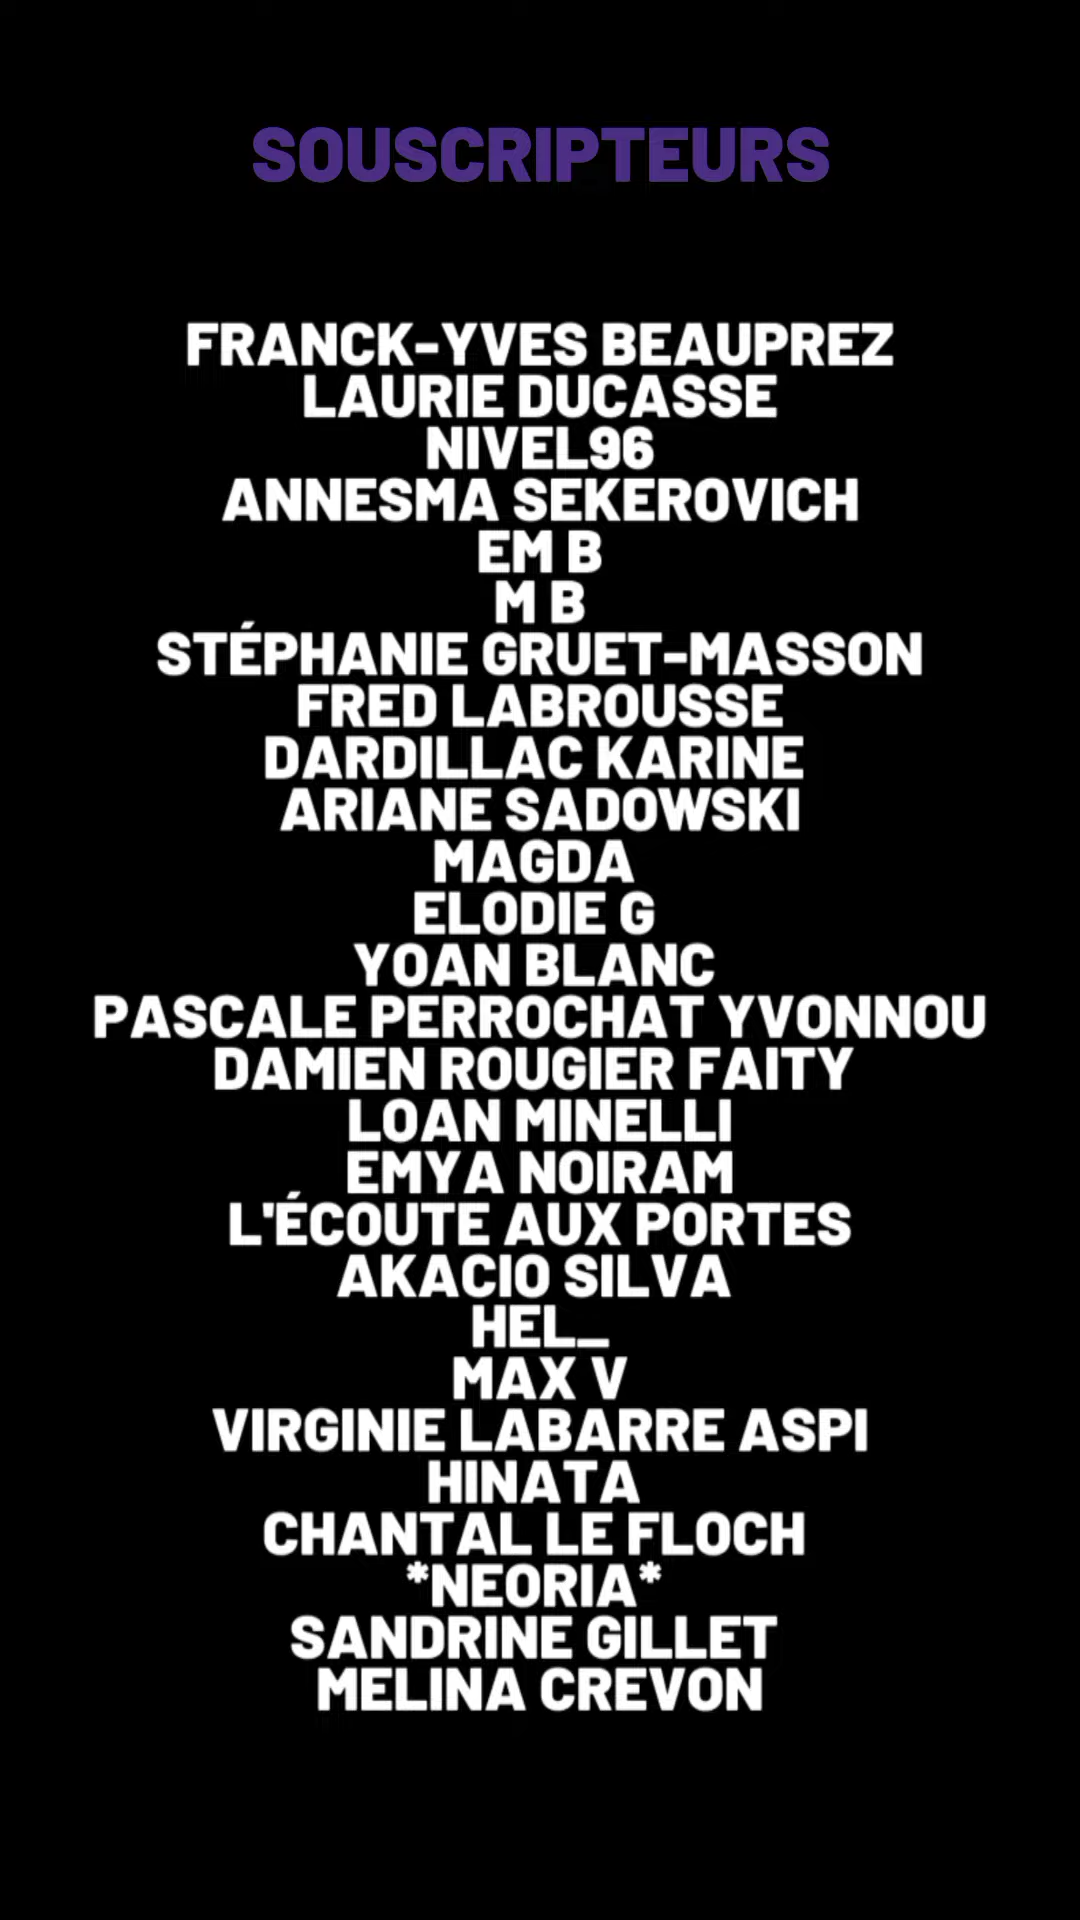 SOUSCRIPTEURS
FRANCK-YVES BEAUPREZ
LAURIE DUCASSE
NIVEL96
ANNESMA SEKEROVICH
EM B
M B
STÉPHANIE GRUET-MASSON
FRED LABROUSSE
DARDILLAC KARINE
ARIANE SADOWSKI
MAGDA
ELODIE G
YOAN BLANC
PASCALE PERROCHAT YVONNOU
DAMIEN ROUGIER FAITY
LOAN MINELLI
EMYA NOIRAM
L'ÉCOUTE AUX PORTES
AKACIO SILVA
HEL_
MAX V
VIRGINIE LABARRE ASPI
HINATA
CHANTAL LE FLOCH
*NEORIA*
SANDRINE GILLET
MELINA CREVON